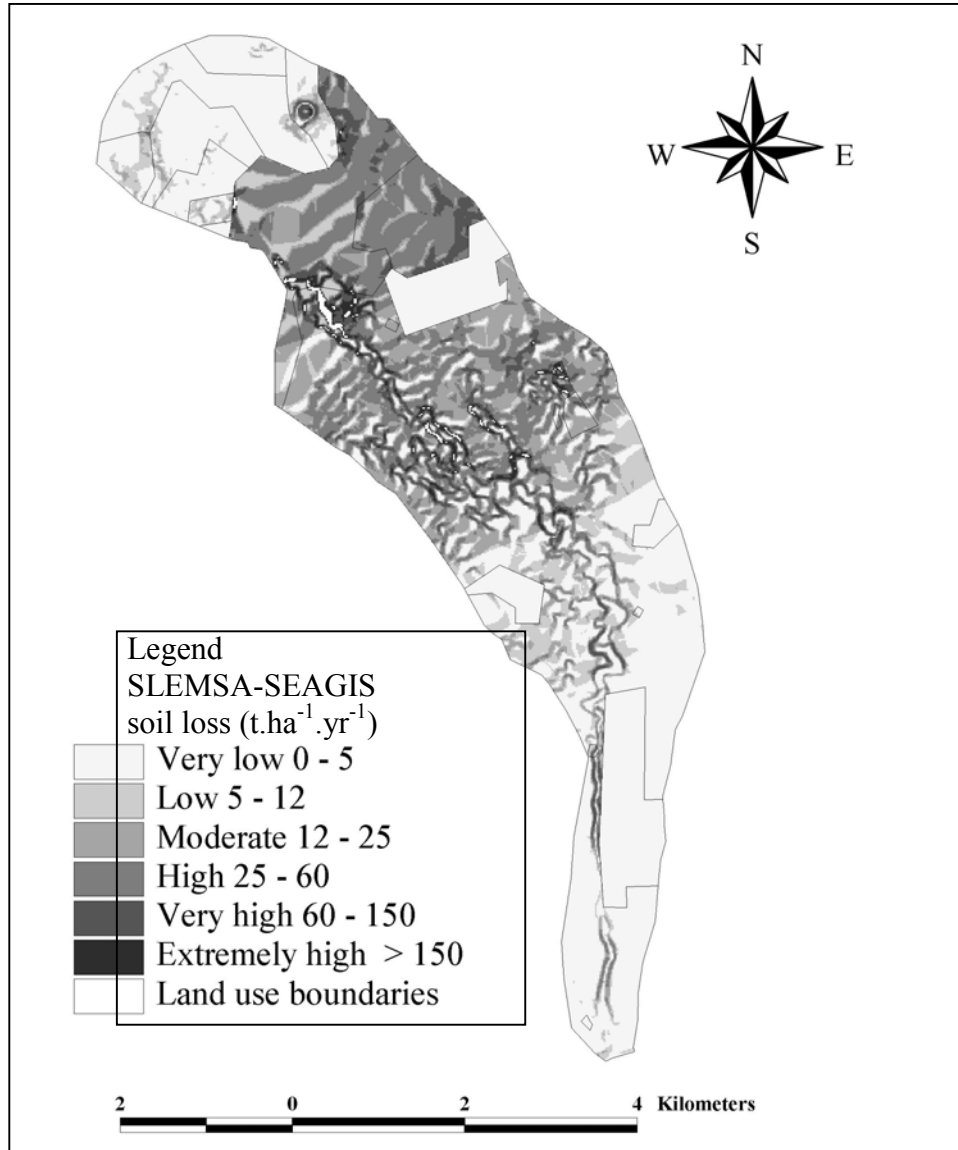 N
W E
S
Legend
SLEMSA-SEAGIS
soil loss (t.ha⁻¹.yr⁻¹)
Very low 0 - 5
Low 5 - 12
Moderate 12 - 25
High 25 - 60
Very high 60 - 150
Extremely high > 150
Land use boundaries
2 0 2 4 Kilometers